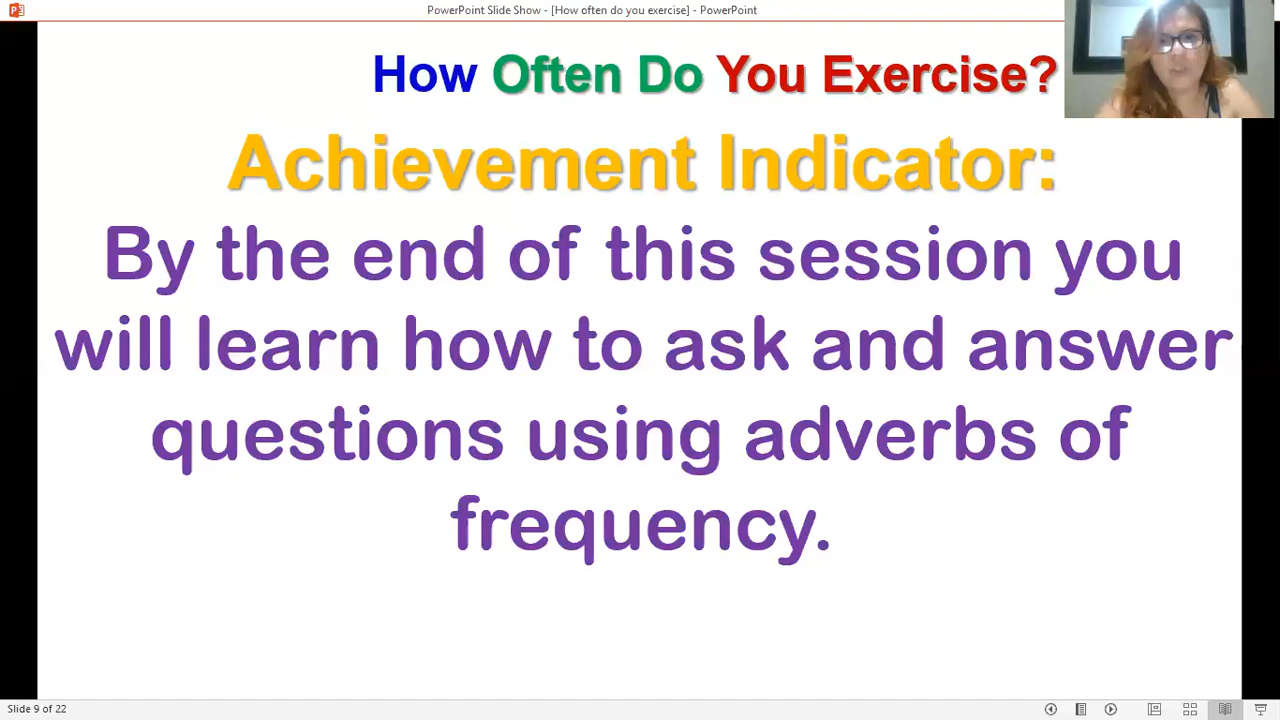 PowerPoint Slide Show - [How often do you exercise] - PowerPoint
How Often Do You Exercise?
Achievement Indicator:
By the end of this session you
will learn how to ask and answer
questions using adverbs of
frequency.
Slide 9 of 22